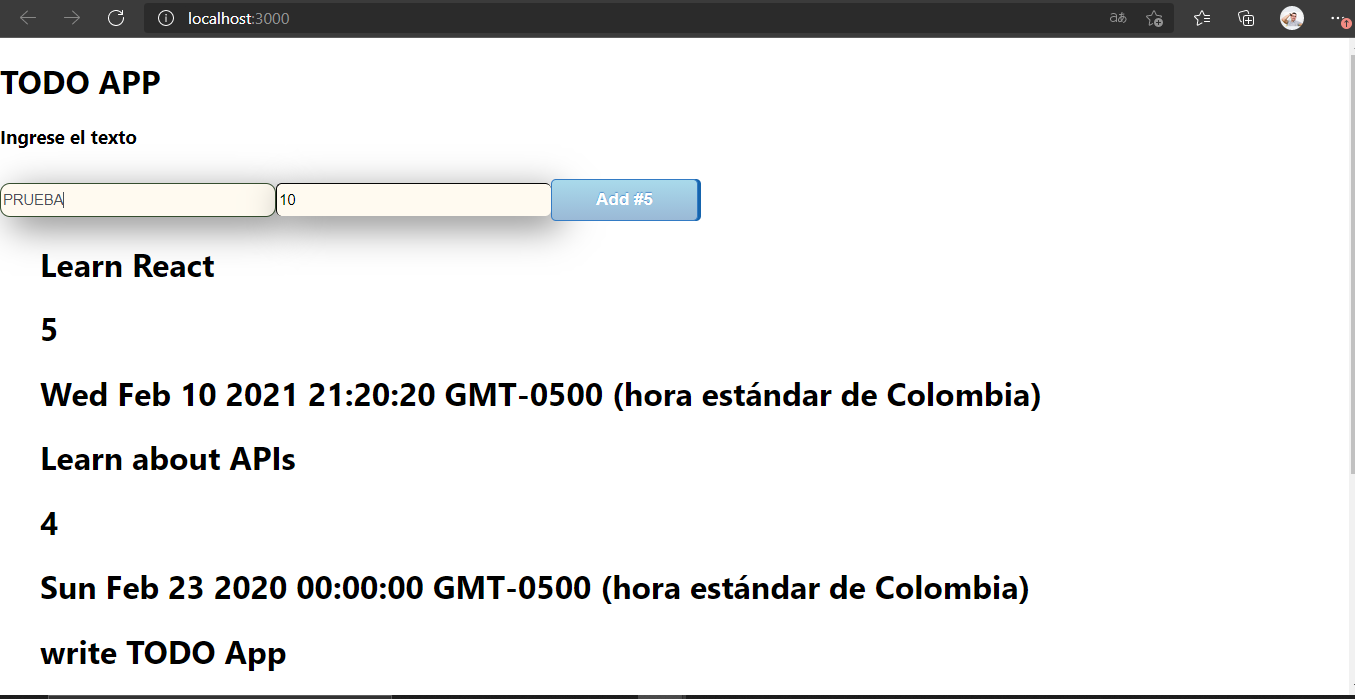 localhost:3000
TODO APP
Ingrese el texto
PRUEBA 10 Add #5
Learn React
5
Wed Feb 10 2021 21:20:20 GMT-0500 (hora estándar de Colombia)
Learn about APIs
4
Sun Feb 23 2020 00:00:00 GMT-0500 (hora estándar de Colombia)
write TODO App